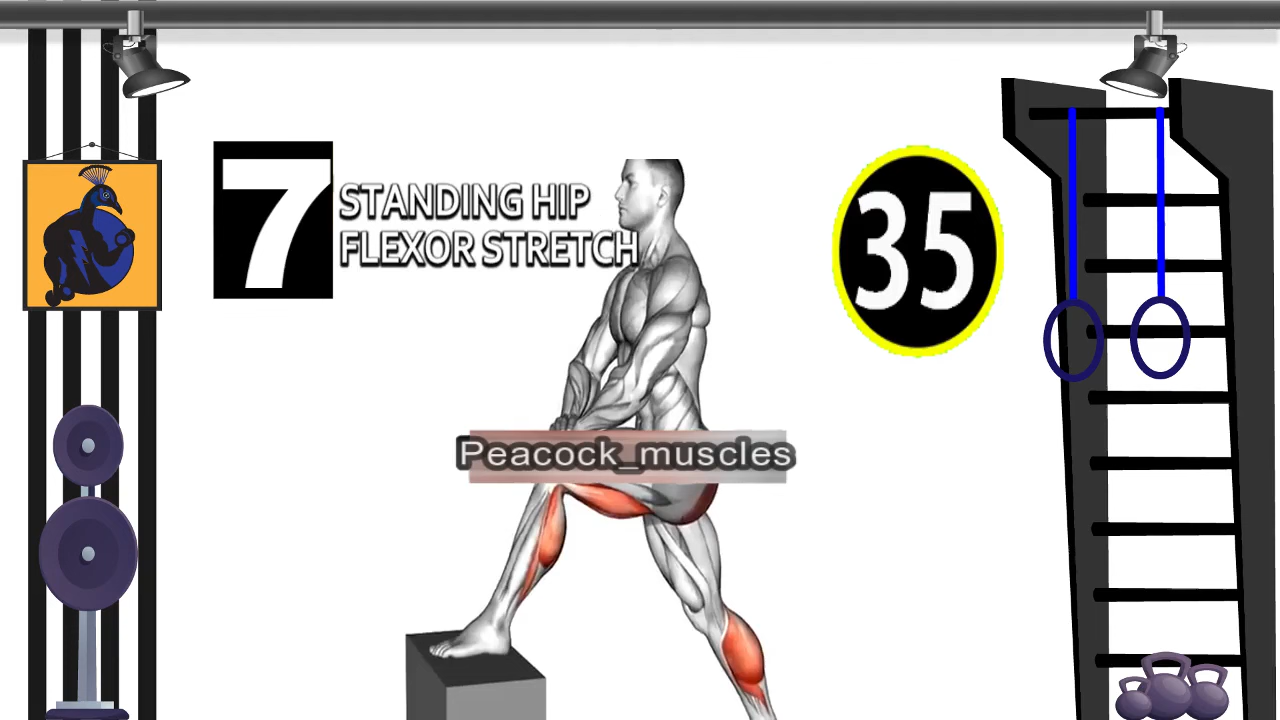 7
STANDING HIP
FLEXOR STRETCH
35
Peacock_muscles